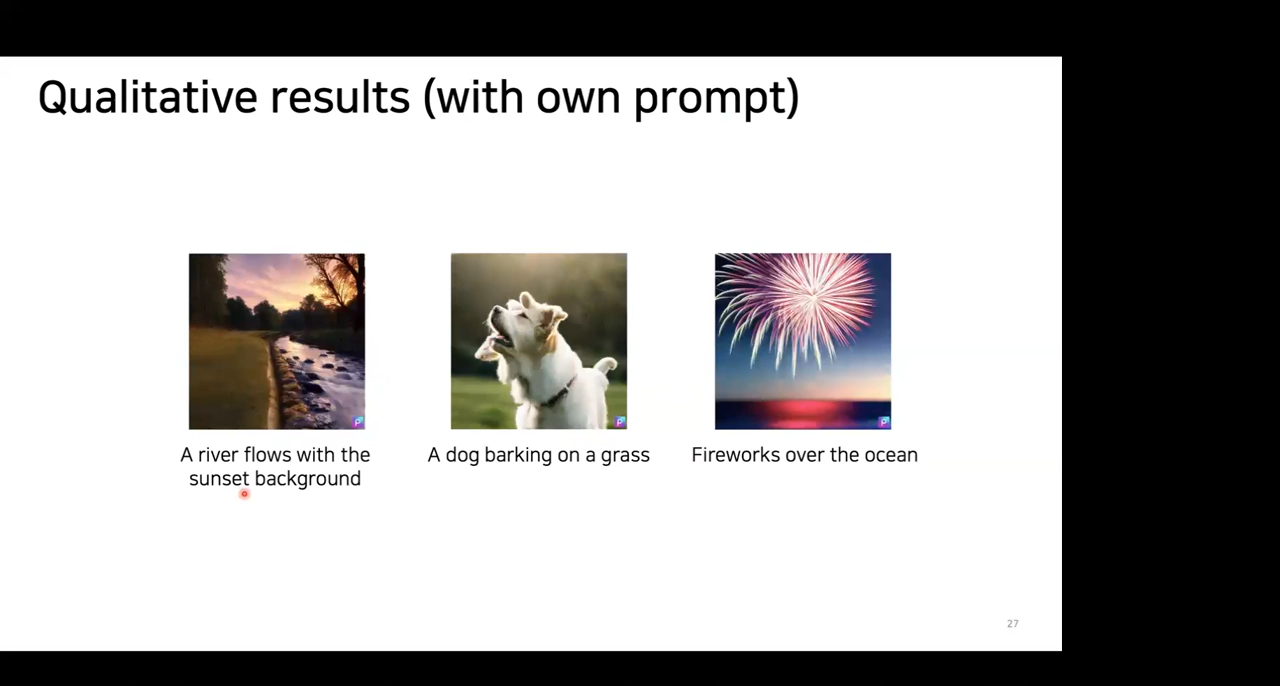 Qualitative results (with own prompt)
A river flows with the
sunset background
A dog barking on a grass
Fireworks over the ocean
27